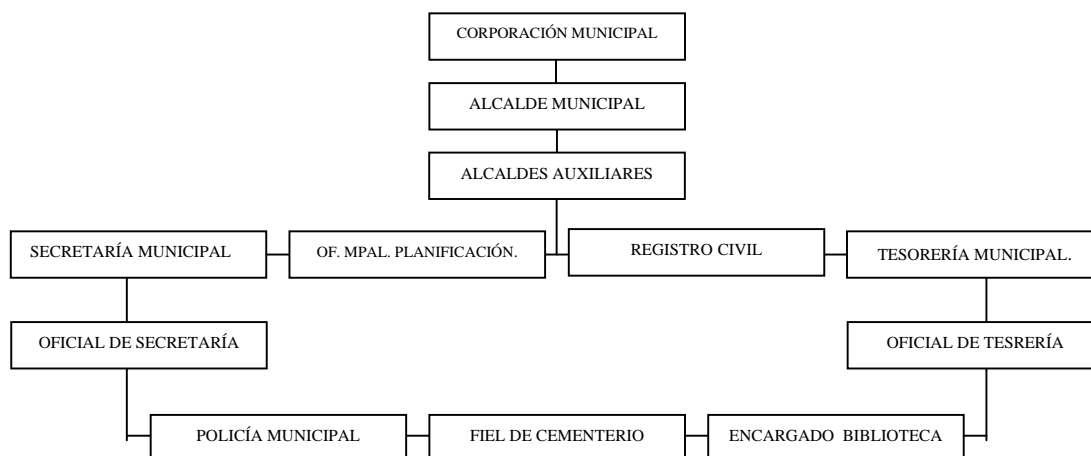 CORPORACIÓN MUNICIPAL
ALCALDE MUNICIPAL
ALCALDES AUXILIARES
SECRETARÍA MUNICIPAL
OF. MPAL. PLANIFICACIÓN.
REGISTRO CIVIL
TESORERÍA MUNICIPAL.
OFICIAL DE SECRETARÍA
OFICIAL DE TESRERÍA
POLICÍA MUNICIPAL
FIEL DE CEMENTERIO
ENCARGADO BIBLIOTECA